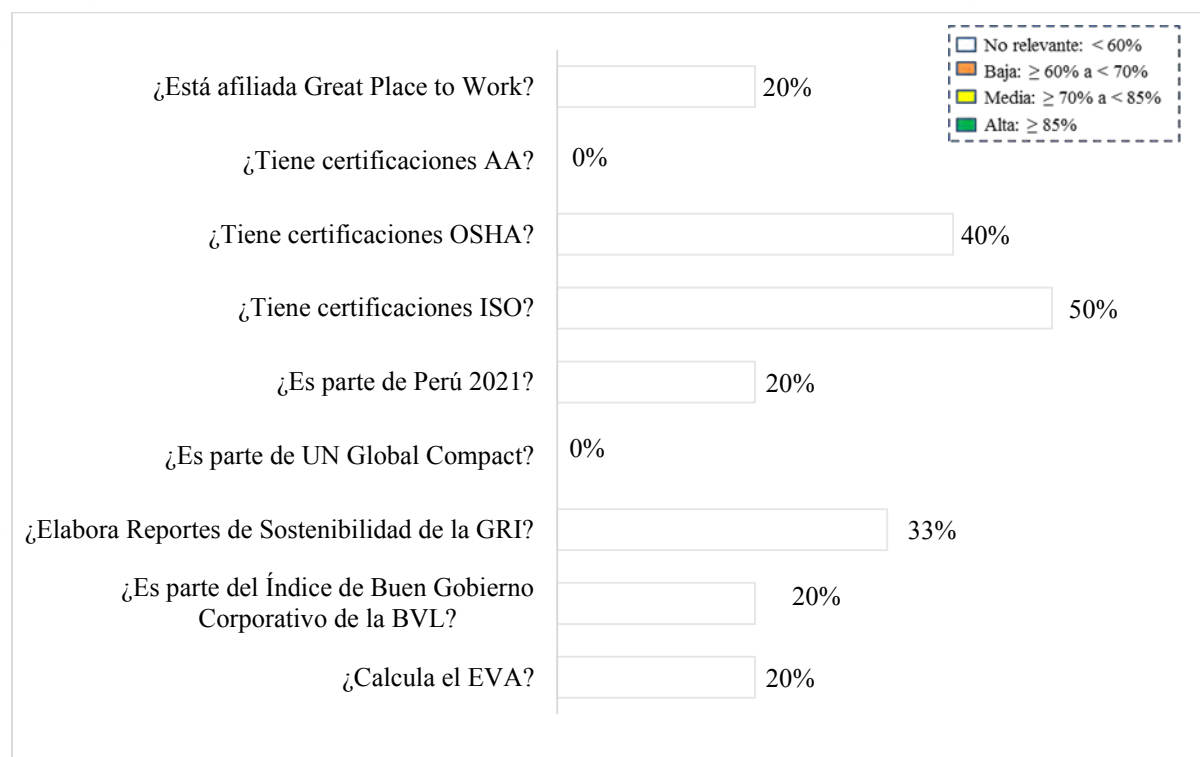 No relevante: < 60%
Baja: ≥ 60% a < 70%
Media: ≥ 70% a < 85%
Alta: ≥ 85%
¿Está afiliada Great Place to Work?
20%
¿Tiene certificaciones AA?
0%
¿Tiene certificaciones OSHA?
40%
¿Tiene certificaciones ISO?
50%
¿Es parte de Perú 2021?
20%
¿Es parte de UN Global Compact?
0%
¿Elabora Reportes de Sostenibilidad de la GRI?
33%
¿Es parte del Índice de Buen Gobierno
Corporativo de la BVL?
20%
¿Calcula el EVA?
20%